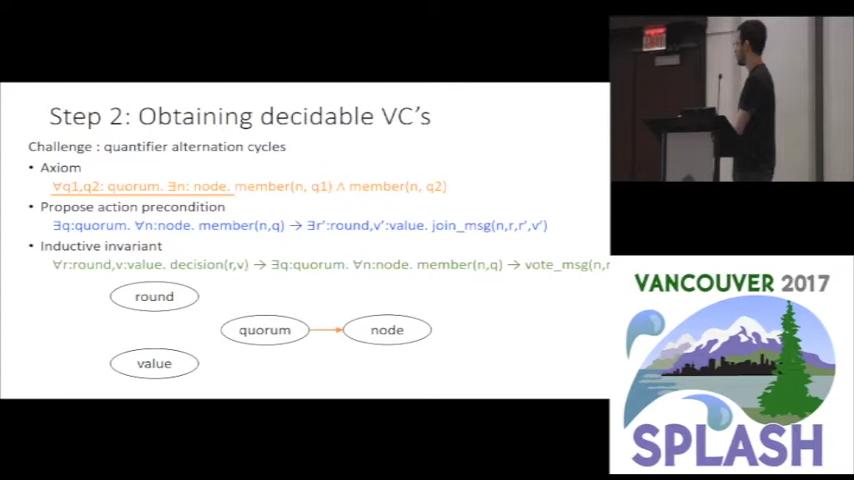 Step 2: Obtaining decidable VC's
Challenge : quantifier alternation cycles
• Axiom
∀q1,q2: quorum. ∃n: node. member(n, q1) ∧ member(n, q2)
• Propose action precondition
∃q:quorum. ∀n:node. member(n,q) → ∃r':round,v':value. join_msg(n,r,r',v')
• Inductive invariant
∀r:round,v:value. decision(r,v) → ∃q:quorum. ∀n:node. member(n,q) → vote_msg(n,r
round
quorum
node
value
EXIT
VANCOUVER 2017
SPLASH